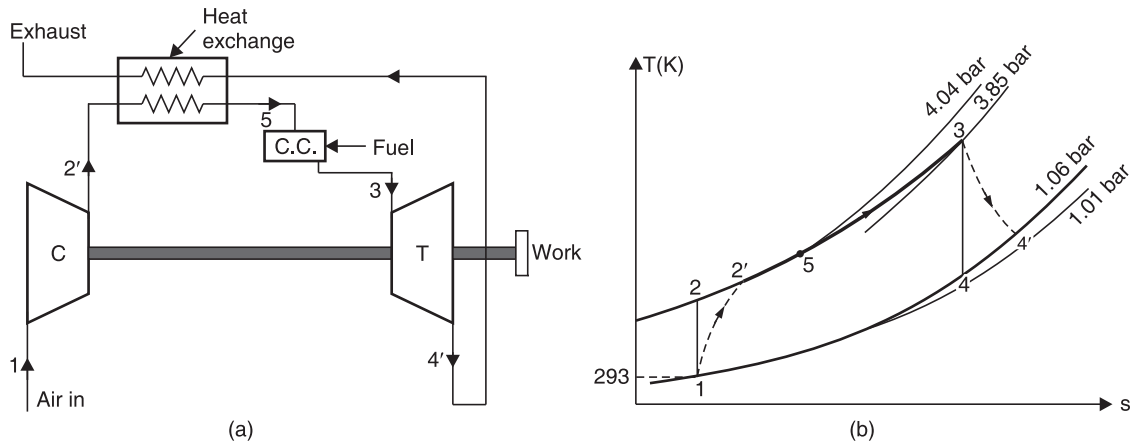 Exhaust
Heat
exchange
5
C.C.
Fuel
2′
3
C
T
Work
4′
1
Air in
(a)
T(K)
4.04 bar
3.85 bar
3
1.06 bar
1.01 bar
2
2′
5
4′
4
293
1
s
(b)